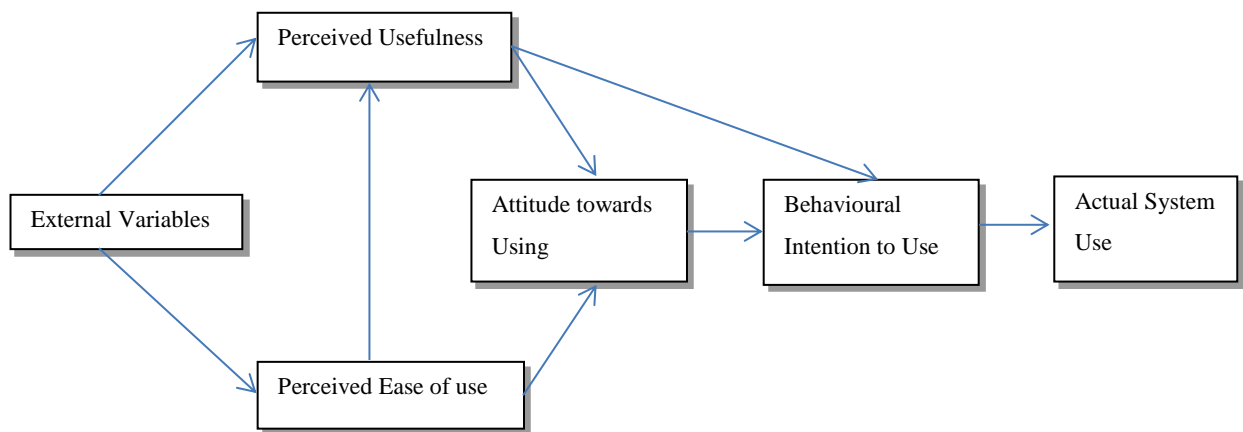 Perceived Usefulness
External Variables
Attitude towards
Using
Behavioural
Intention to Use
Actual System
Use
Perceived Ease of use